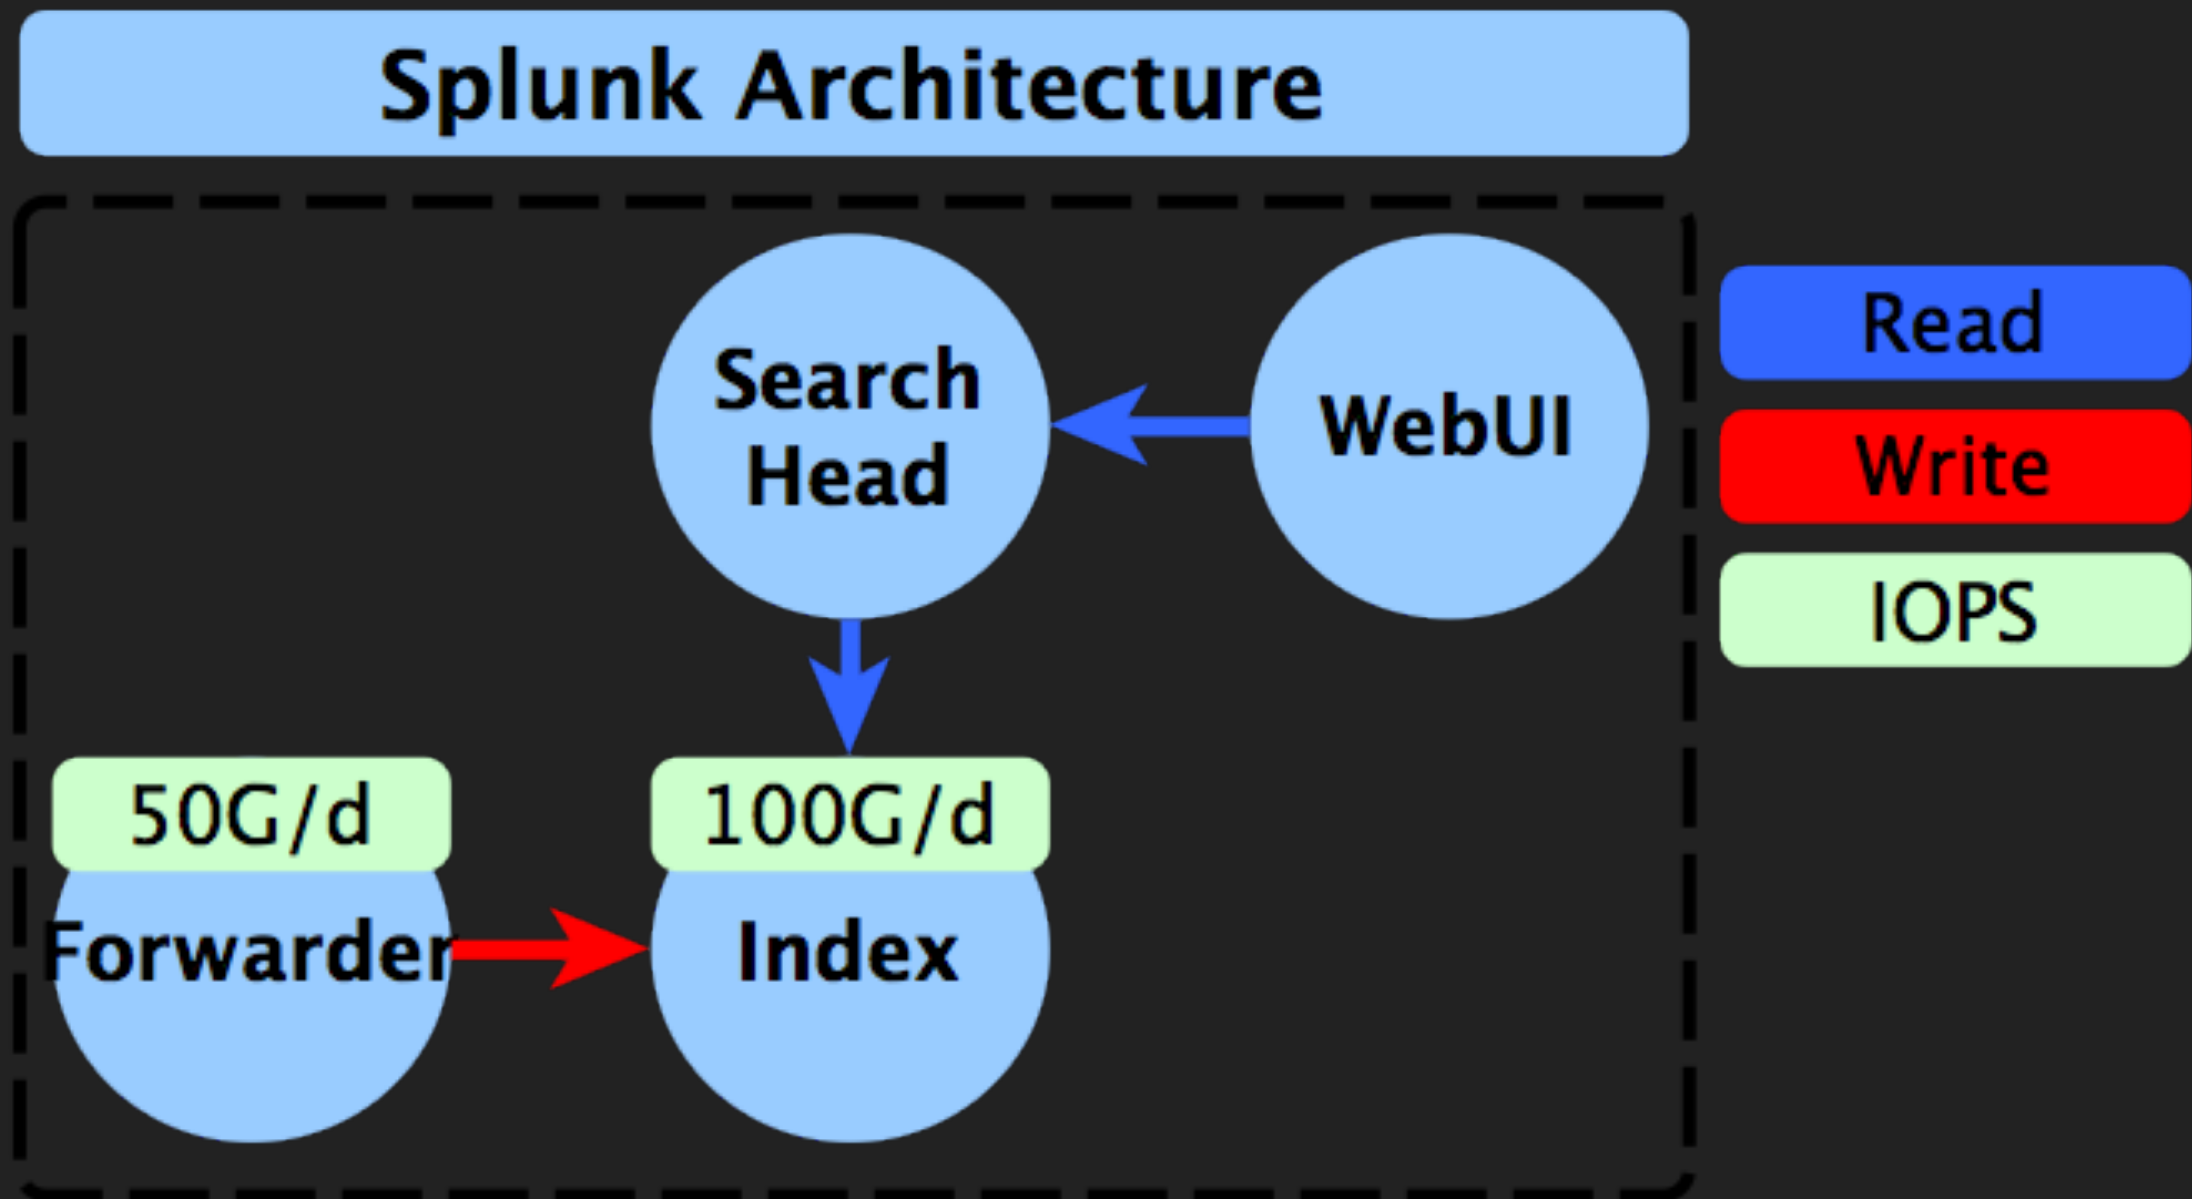 Splunk Architecture
Search
Head
WebUI
Read
Write
IOPS
50G/d
100G/d
Forwarder
Index